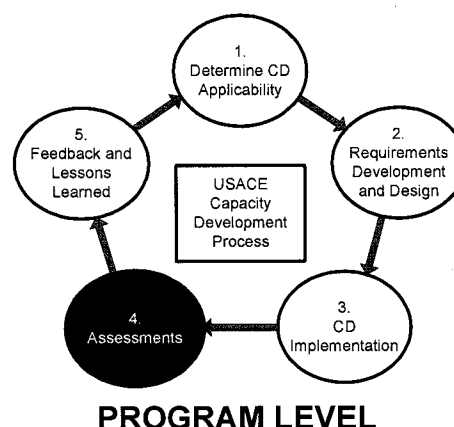 1.
Determine CD
Applicability
2.
Requirements
Development
and Design
3.
CD
Implementation
4.
Assessments
5.
Feedback and
Lessons
Learned
USACE
Capacity
Development
Process
PROGRAM LEVEL